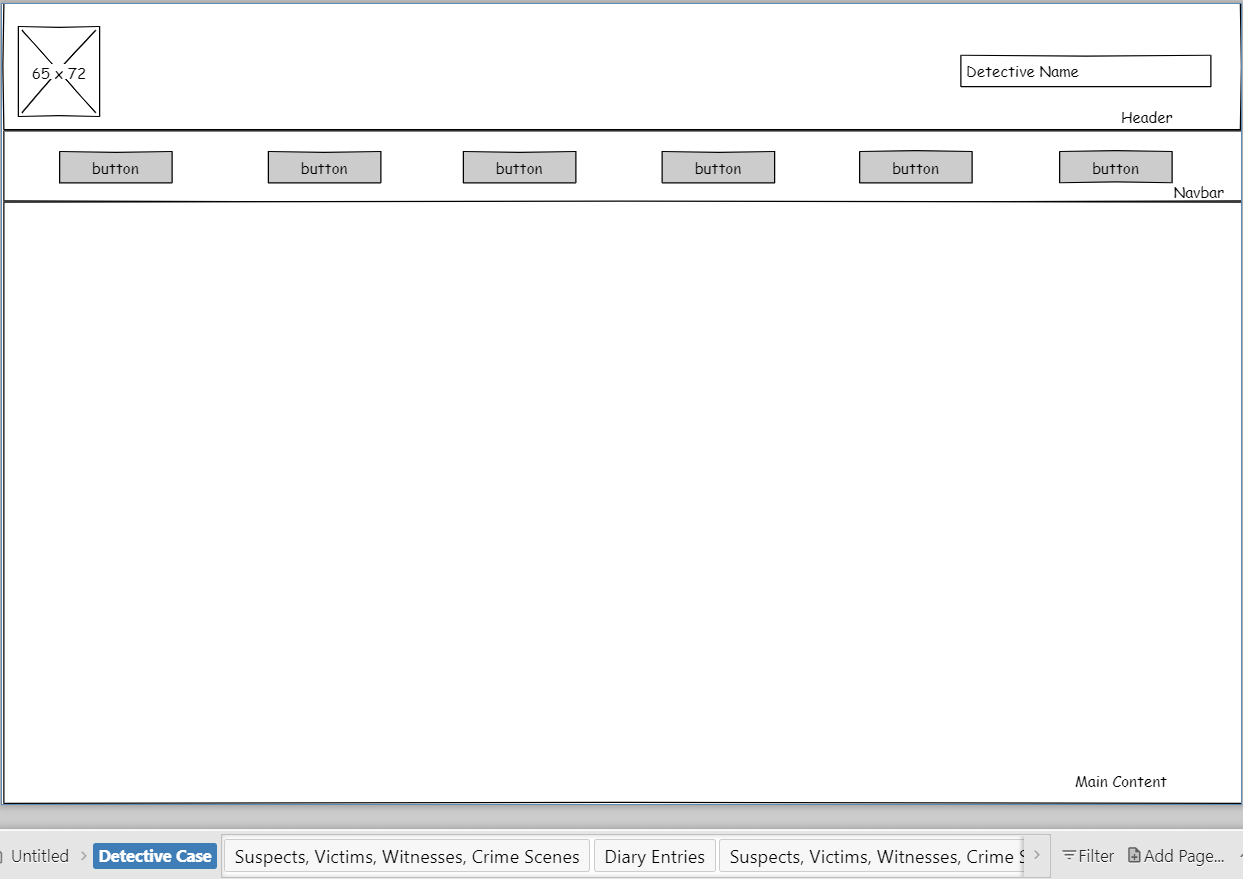 65 x 72
Detective Name
Header
button button button button button button
Navbar
Main Content
Untitled > Detective Case Suspects, Victims, Witnesses, Crime Scenes Diary Entries Suspects, Victims, Witnesses, Crime > Filter Add Page...